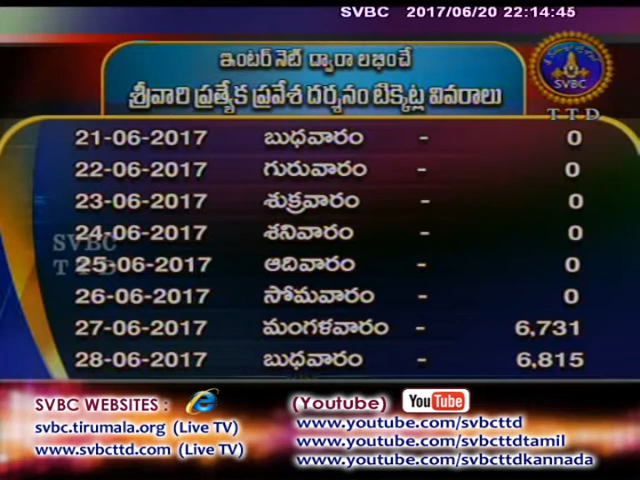 SVBC 2017/06/20 22:14:45
ఇంటర్ నెట్ ద్వారా లభించే
శ్రీవారి ప్రత్యేక ప్రవేశ దర్శనం టిక్కెట్ల వివరాలు
SVBC
TTD
21-06-2017 బుధవారం - 0
22-06-2017 గురువారం - 0
23-06-2017 శుక్రవారం - 0
24-06-2017 శనివారం - 0
25-06-2017 ఆదివారం - 0
26-06-2017 సోమవారం - 0
27-06-2017 మంగళవారం - 6,731
28-06-2017 బుధవారం - 6,815
SVBC
TTD
SVBC WEBSITES :
svbc.tirumala.org (Live TV)
www.svbcttd.com (Live TV)
(Youtube) YouTube
www.youtube.com/svbcttd
www.youtube.com/svbcttdtamil
www.youtube.com/svbcttdkannada